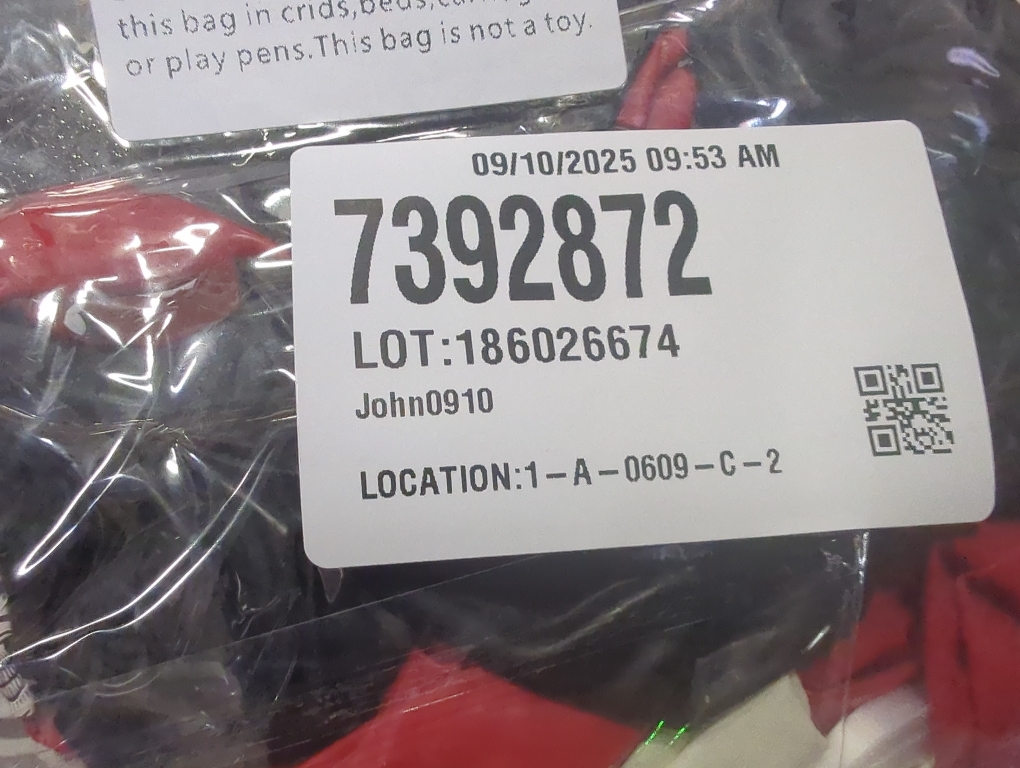 this bag in crids,beds,
or play pens.This bag is not a toy.
09/10/2025 09:53 AM
7392872
LOT:186026674
John0910
LOCATION:1-A-0609-C-2